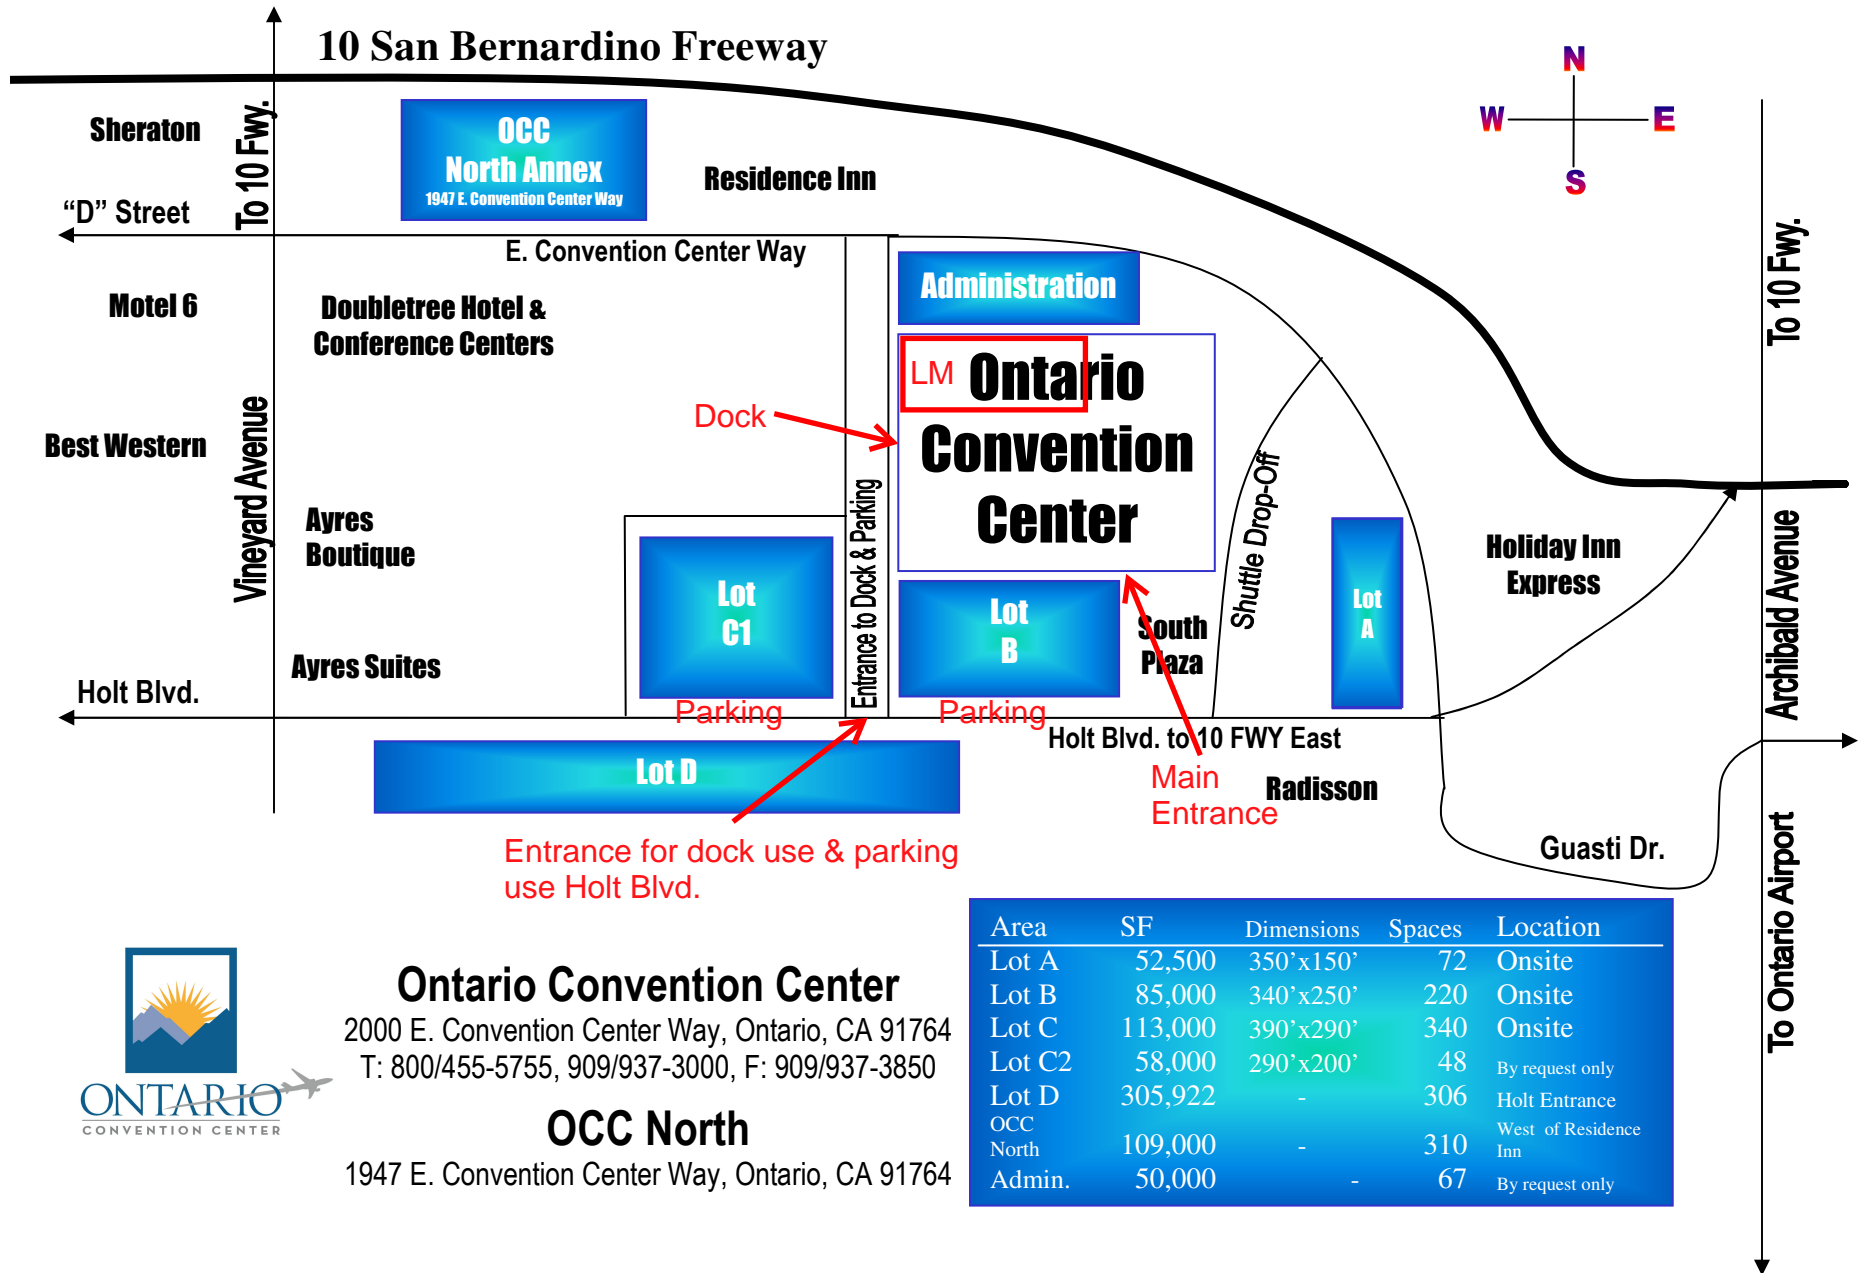 10 San Bernardino Freeway
N
W
E
S
Sheraton
To 10 Fwy.
OCC
North Annex
1947 E. Convention Center Way
Residence Inn
“D” Street
E. Convention Center Way
Administration
To 10 Fwy.
Motel 6
Doubletree Hotel &
Conference Centers
LM
Ontario
Convention
Center
Dock
Best Western
Vineyard Avenue
Ayres
Boutique
Entrance to Dock & Parking
Shuttle Drop-Off
Holiday Inn
Express
Archibald Avenue
Lot
C1
Lot
B
South
Plaza
Lot
A
Ayres Suites
Holt Blvd.
Parking
Parking
Holt Blvd. to 10 FWY East
Lot D
Main
Entrance
Radisson
Entrance for dock use & parking
use Holt Blvd.
Guasti Dr.
To Ontario Airport
Area SF Dimensions Spaces Location
Lot A 52,500 350’x150’ 72 Onsite
Lot B 85,000 340’x250’ 220 Onsite
Lot C 113,000 390’x290’ 340 Onsite
Lot C2 58,000 290’x200’ 48 By request only
Lot D 305,922 - 306 Holt Entrance
OCC
North 109,000 - 310 West of Residence
Inn
Admin. 50,000 - 67 By request only
ONTARIO
CONVENTION CENTER
Ontario Convention Center
2000 E. Convention Center Way, Ontario, CA 91764
T: 800/455-5755, 909/937-3000, F: 909/937-3850
OCC North
1947 E. Convention Center Way, Ontario, CA 91764